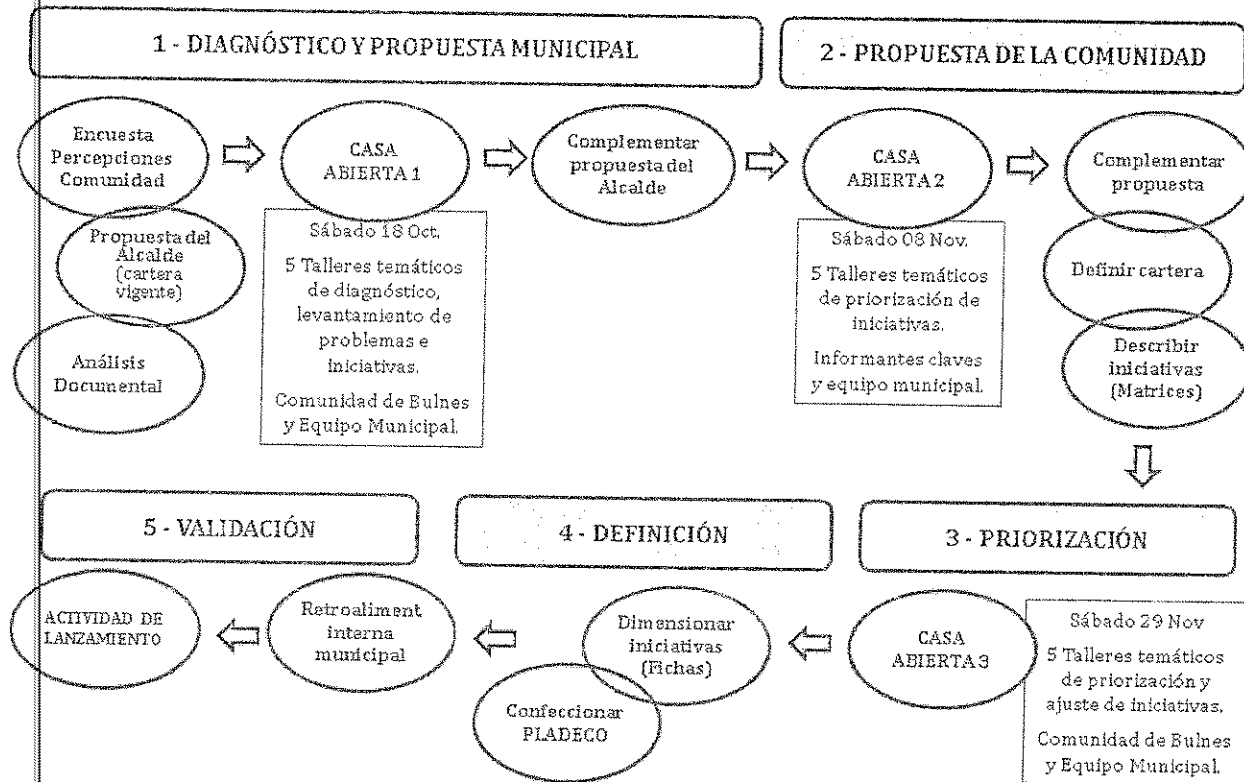 1 - DIAGNÓSTICO Y PROPUESTA MUNICIPAL
2 - PROPUESTA DE LA COMUNIDAD
Encuesta
Percepciones
Comunidad
Propuesta del
Alcalde
(cartera
vigente)
Análisis
Documental
CASA
ABIERTA 1
Sábado 18 Oct.
5 Talleres temáticos
de diagnóstico,
levantamiento de
problemas e
iniciativas.
Comunidad de Bulnes
y Equipo Municipal.
Complementar
propuesta del
Alcalde
CASA
ABIERTA 2
Sábado 08 Nov.
5 Talleres temáticos
de priorización de
iniciativas.
Informantes claves
y equipo municipal.
Complementar
propuesta
Definir cartera
Describir
iniciativas
(Matrices)
3 - PRIORIZACIÓN
CASA
ABIERTA 3
Sábado 29 Nov
5 Talleres temáticos
de priorización y
ajuste de iniciativas.
Comunidad de Bulnes
y Equipo Municipal.
4 - DEFINICIÓN
Dimensionar
iniciativas
(Fichas)
Confeccionar
PLADECO
5 - VALIDACIÓN
Retroaliment
interna
municipal
ACTIVIDAD DE
LANZAMIENTO